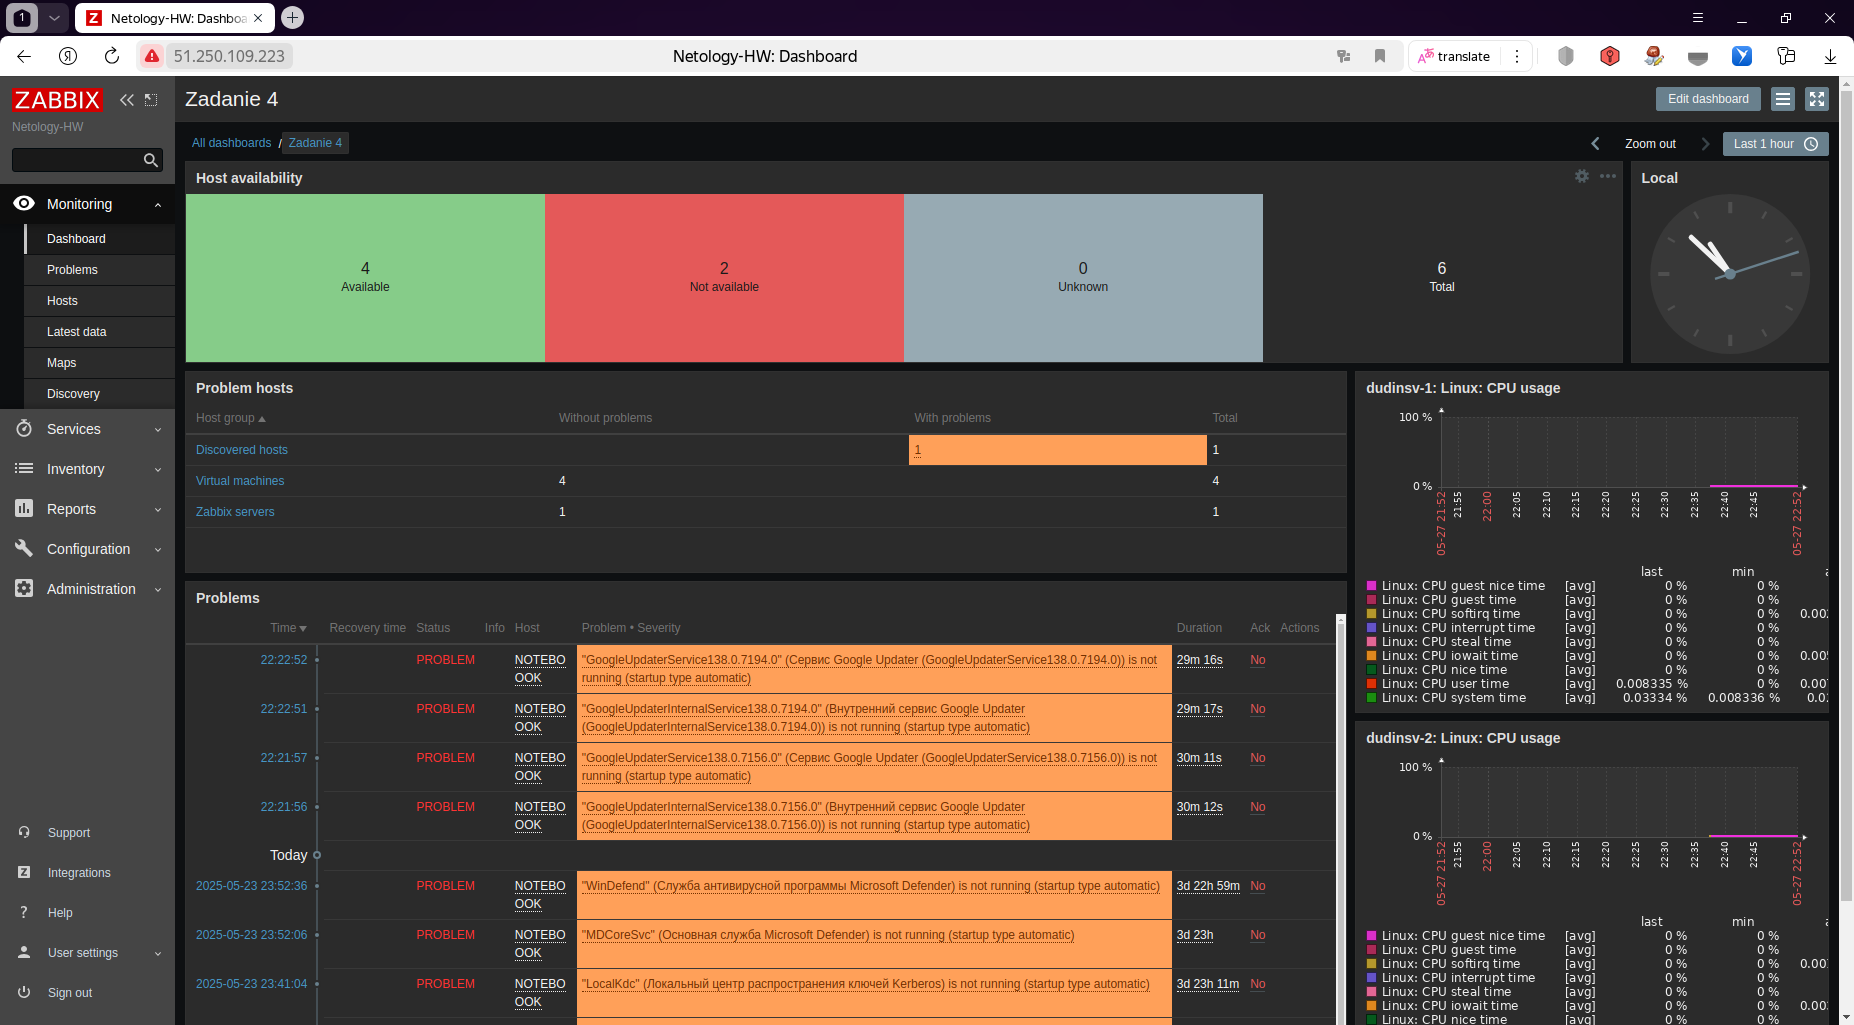 1
Netology-HW: Dashboa
51.250.109.223
Netology-HW: Dashboard
translate
ZABBIX
Netology-HW
Monitoring
Dashboard
Problems
Hosts
Latest data
Maps
Discovery
Services
Inventory
Reports
Configuration
Administration
Support
Integrations
Help
User settings
Sign out
Zadanie 4
Edit dashboard
All dashboards / Zadanie 4
Zoom out
Last 1 hour
Host availability
4
Available
2
Not available
0
Unknown
6
Total
Local
Problem hosts
Host group Without problems With problems Total
Discovered hosts 1 1
Virtual machines 4 4
Zabbix servers 1 1
Problems
Time Recovery time Status Info Host Problem • Severity Duration Ack Actions
22:22:52 PROBLEM NOTEBO "GoogleUpdaterService138.0.7194.0" (Сервис Google Updater (GoogleUpdaterService138.0.7194.0)) is not 29m 16s No
OOK running (startup type automatic)
22:22:51 PROBLEM NOTEBO "GoogleUpdaterInternalService138.0.7194.0" (Внутренний сервис Google Updater 29m 17s No
OOK (GoogleUpdaterInternalService138.0.7194.0)) is not running (startup type automatic)
22:21:57 PROBLEM NOTEBO "GoogleUpdaterService138.0.7156.0" (Сервис Google Updater (GoogleUpdaterService138.0.7156.0)) is not 30m 11s No
OOK running (startup type automatic)
22:21:56 PROBLEM NOTEBO "GoogleUpdaterInternalService138.0.7156.0" (Внутренний сервис Google Updater 30m 12s No
OOK (GoogleUpdaterInternalService138.0.7156.0)) is not running (startup type automatic)
Today
2025-05-23 23:52:36 PROBLEM NOTEBO "WinDefend" (Служба антивирусной программы Microsoft Defender) is not running (startup type automatic) 3d 22h 59m No
OOK
2025-05-23 23:52:06 PROBLEM NOTEBO "MDCoreSvc" (Основная служба Microsoft Defender) is not running (startup type automatic) 3d 23h No
OOK
2025-05-23 23:41:04 PROBLEM NOTEBO "LocalKdc" (Локальный центр распространения ключей Kerberos) is not running (startup type automatic) 3d 23h 11m No
OOK
dudinsv-1: Linux: CPU usage
100 %
0 %
05-27 21:52 21:55 22:00 22:05 22:10 22:15 22:20 22:25 22:30 22:35 22:40 22:45 05-27 22:52
last min
Linux: CPU guest nice time [avg] 0 % 0 %
Linux: CPU guest time [avg] 0 % 0 %
Linux: CPU softirq time [avg] 0 % 0 %
Linux: CPU interrupt time [avg] 0 % 0 %
Linux: CPU steal time [avg] 0 % 0 %
Linux: CPU iowait time [avg] 0 % 0 %
Linux: CPU nice time [avg] 0 % 0 %
Linux: CPU user time [avg] 0.008335 % 0 %
Linux: CPU system time [avg] 0.03334 % 0.008336 %
dudinsv-2: Linux: CPU usage
100 %
0 %
05-27 21:52 21:55 22:00 22:05 22:10 22:15 22:20 22:25 22:30 22:35 22:40 22:45 05-27 22:52
last min
Linux: CPU guest nice time [avg] 0 % 0 %
Linux: CPU guest time [avg] 0 % 0 %
Linux: CPU softirq time [avg] 0 % 0 %
Linux: CPU interrupt time [avg] 0 % 0 %
Linux: CPU steal time [avg] 0 % 0 %
Linux: CPU iowait time [avg] 0 % 0 %
Linux: CPU nice time [avg] 0 % 0 %